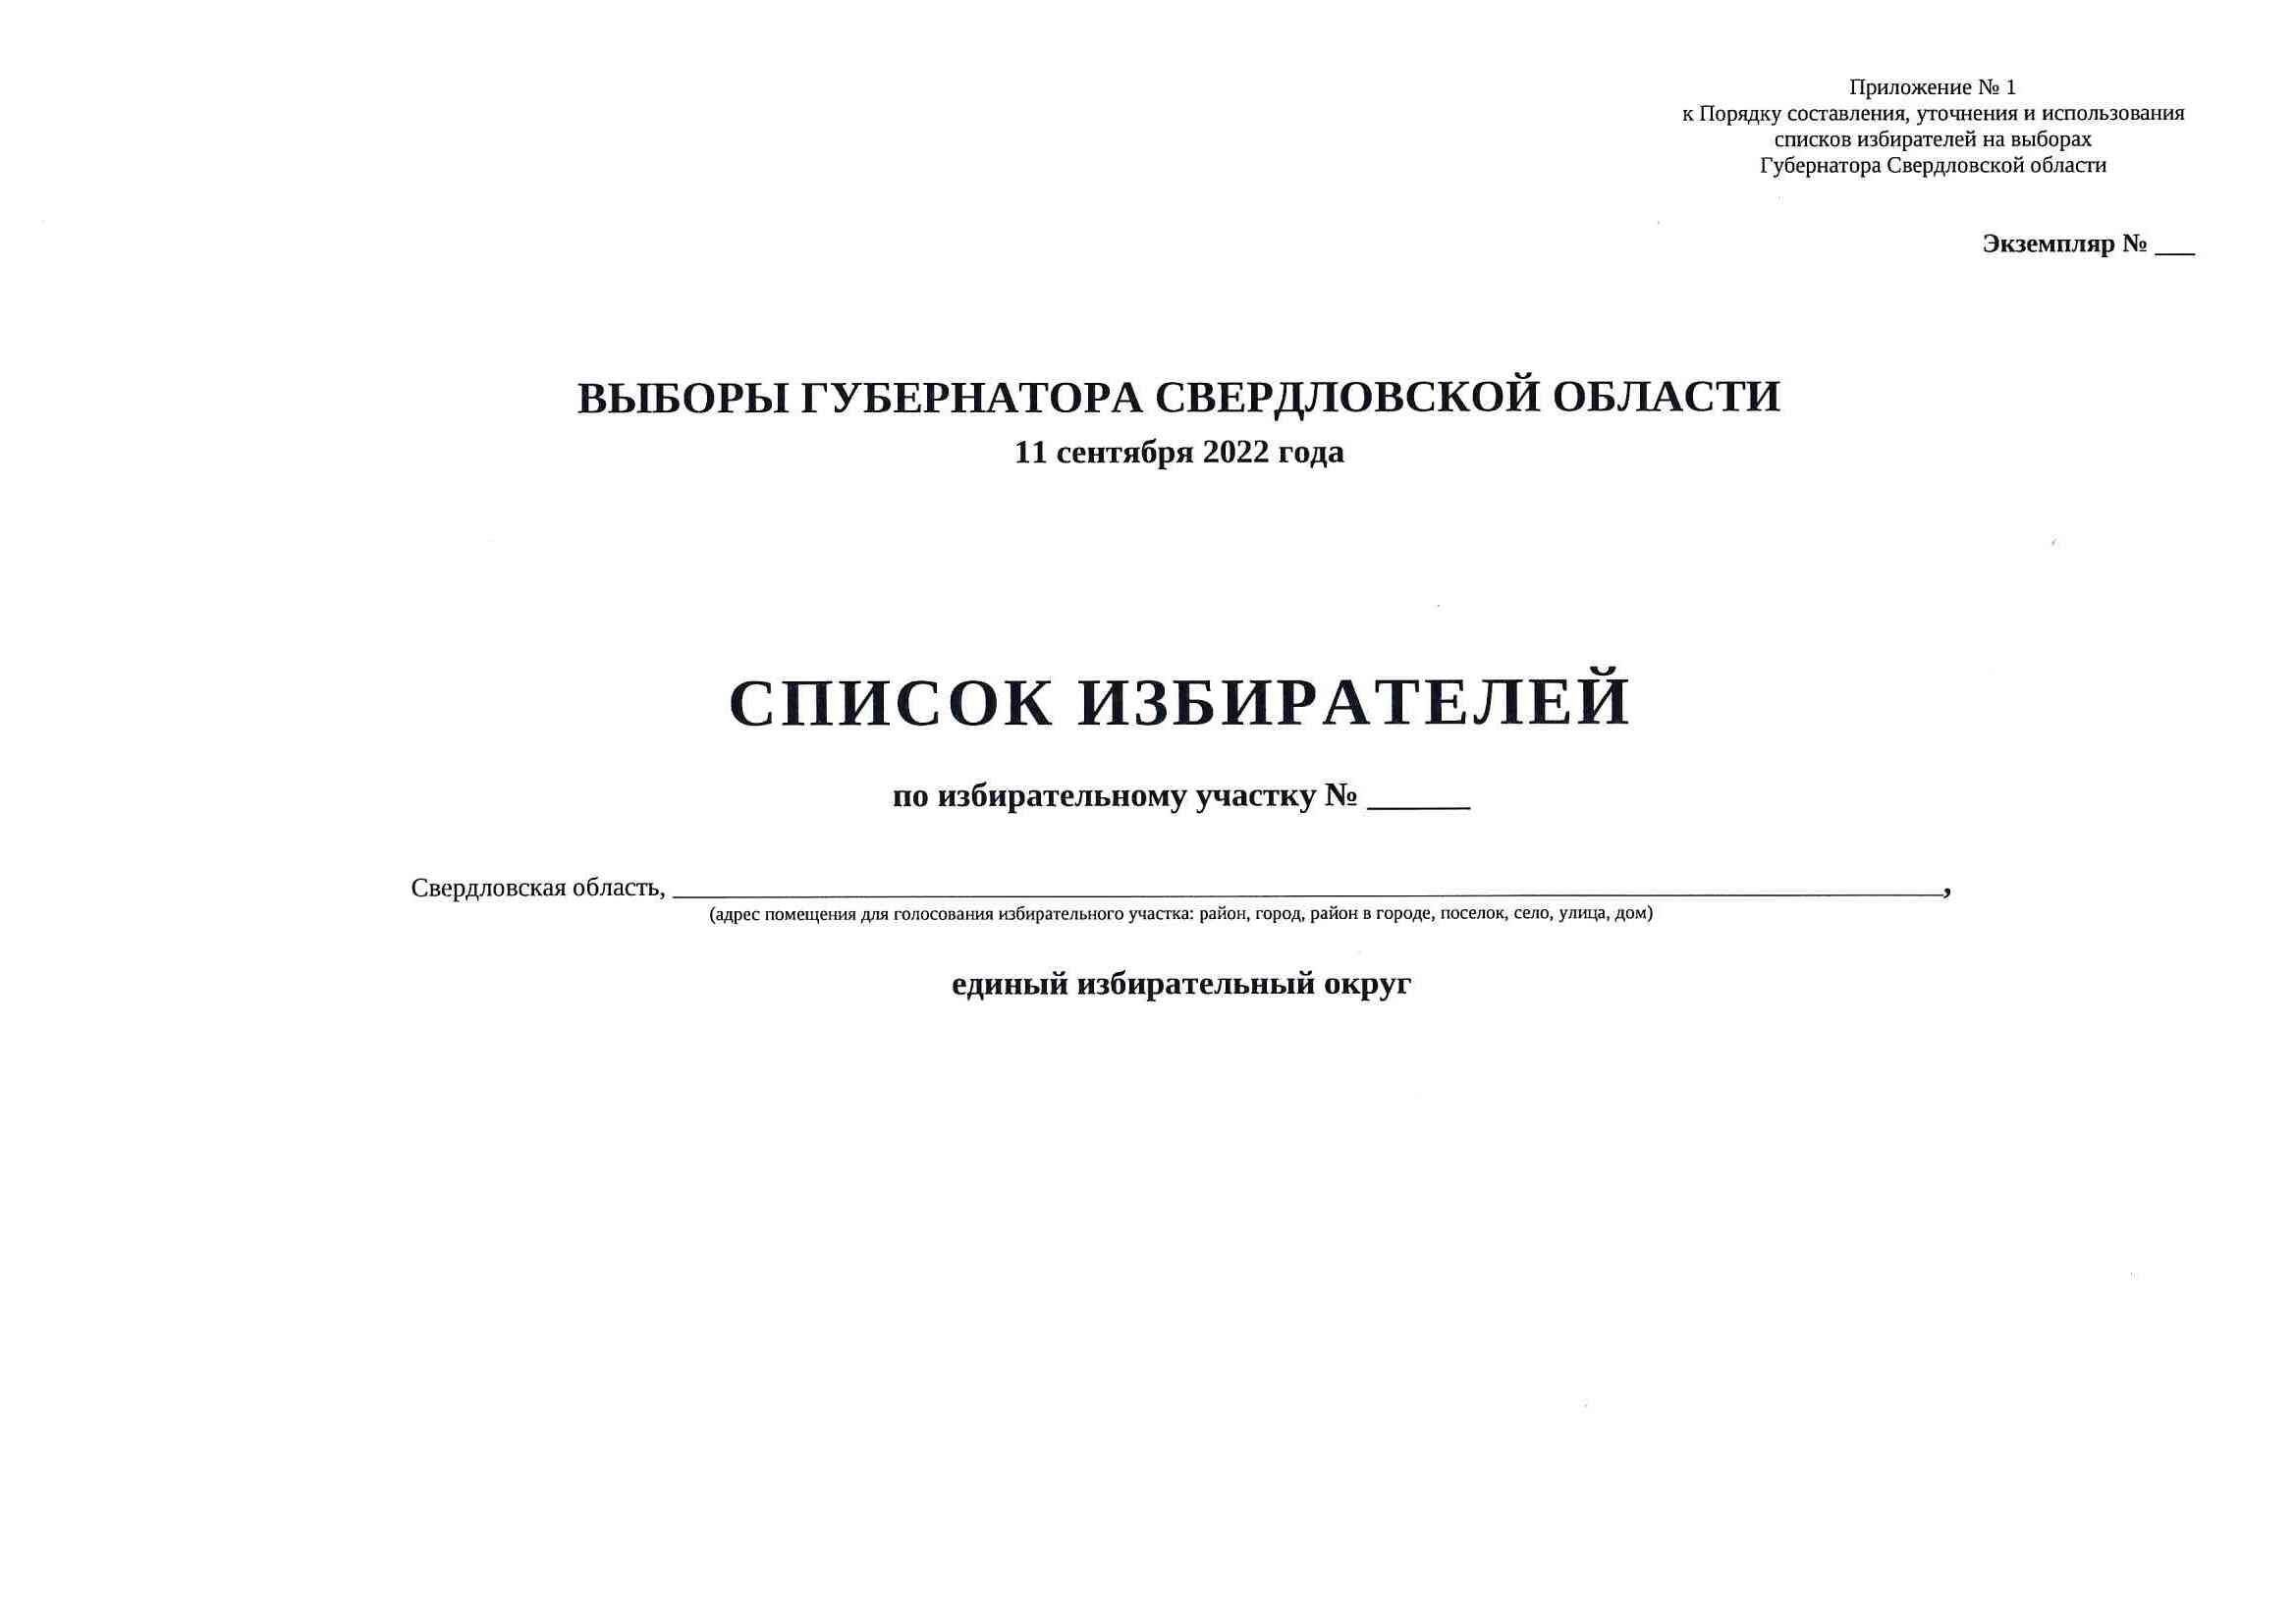 Приложение № 1
к Порядку составления, уточнения и использования
списков избирателей на выборах
Губернатора Свердловской области
Экземпляр № ___
ВЫБОРЫ ГУБЕРНАТОРА СВЕРДЛОВСКОЙ ОБЛАСТИ
11 сентября 2022 года
СПИСОК ИЗБИРАТЕЛЕЙ
по избирательному участку № ______
Свердловская область, ______________________________,
(адрес помещения для голосования избирательного участка: район, город, район в городе, поселок, село, улица, дом)
единый избирательный округ